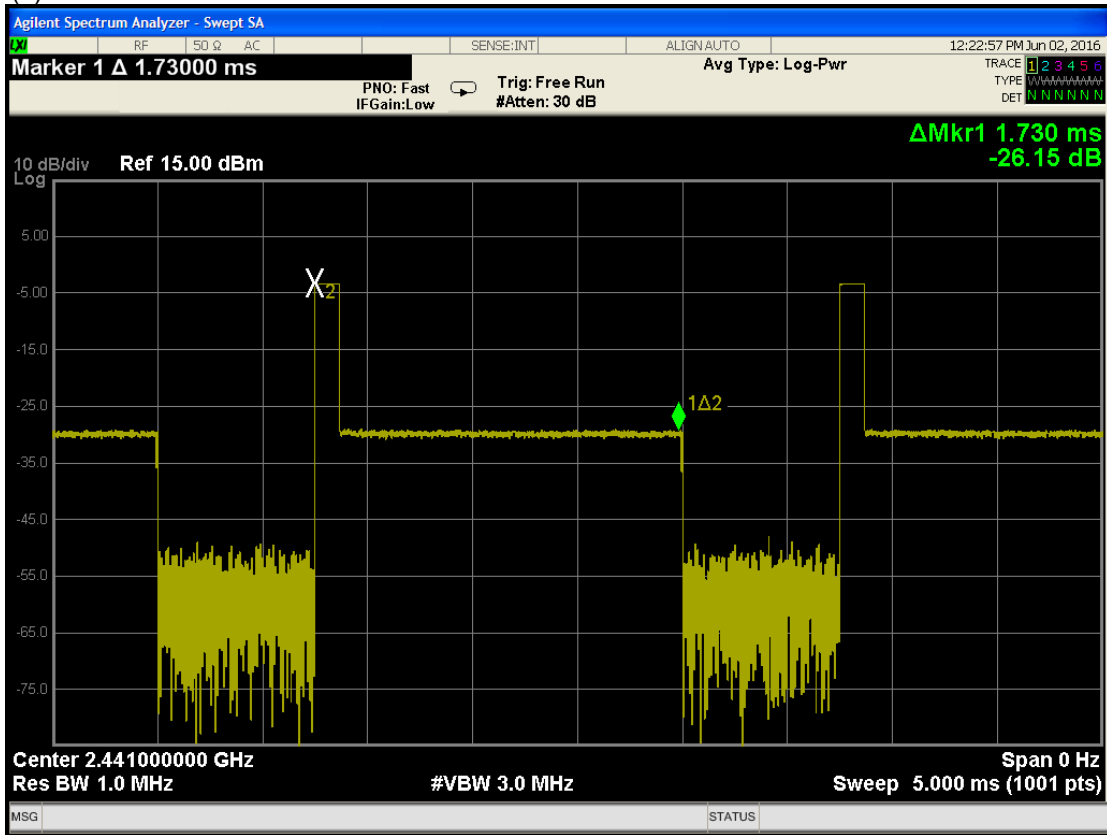 Agilent Spectrum Analyzer - Swept SA
LXI RF 50 Ω AC SENSE:INT ALIGN AUTO 12:22:57 PM Jun 02, 2016
Marker 1 Δ 1.73000 ms
PNO: Fast
IFGain:Low
Trig: Free Run
#Atten: 30 dB
Avg Type: Log-Pwr
TRACE 1 2 3 4 5 6
TYPE
DET N N N N N N
ΔMkr1 1.730 ms
-26.15 dB
10 dB/div Ref 15.00 dBm
Log
5.00
-5.00
-15.0
-25.0
-35.0
-45.0
-55.0
-65.0
-75.0
X2
1Δ2
Center 2.441000000 GHz Span 0 Hz
Res BW 1.0 MHz #VBW 3.0 MHz Sweep 5.000 ms (1001 pts)
MSG STATUS